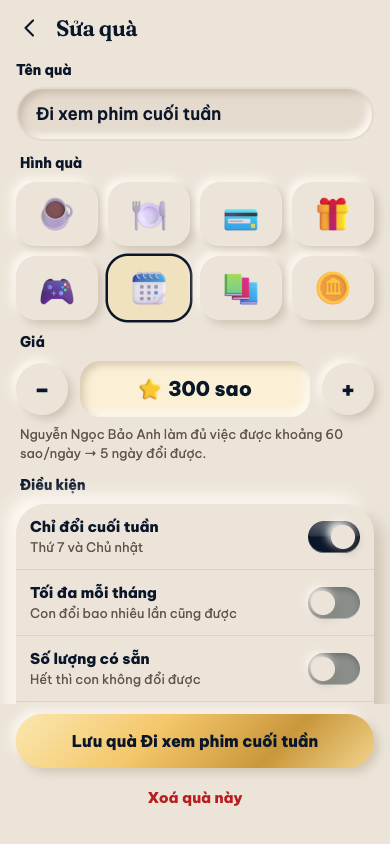 Sửa quà
Tên quà
Đi xem phim cuối tuần
Hình quà
Giá
−
300 sao
+
Nguyễn Ngọc Bảo Anh làm đủ việc được khoảng 60
sao/ngày → 5 ngày đổi được.
Điều kiện
Chỉ đổi cuối tuần
Thứ 7 và Chủ nhật
Tối đa mỗi tháng
Con đổi bao nhiêu lần cũng được
Số lượng có sẵn
Hết thì con không đổi được
Lưu quà Đi xem phim cuối tuần
Xoá quà này